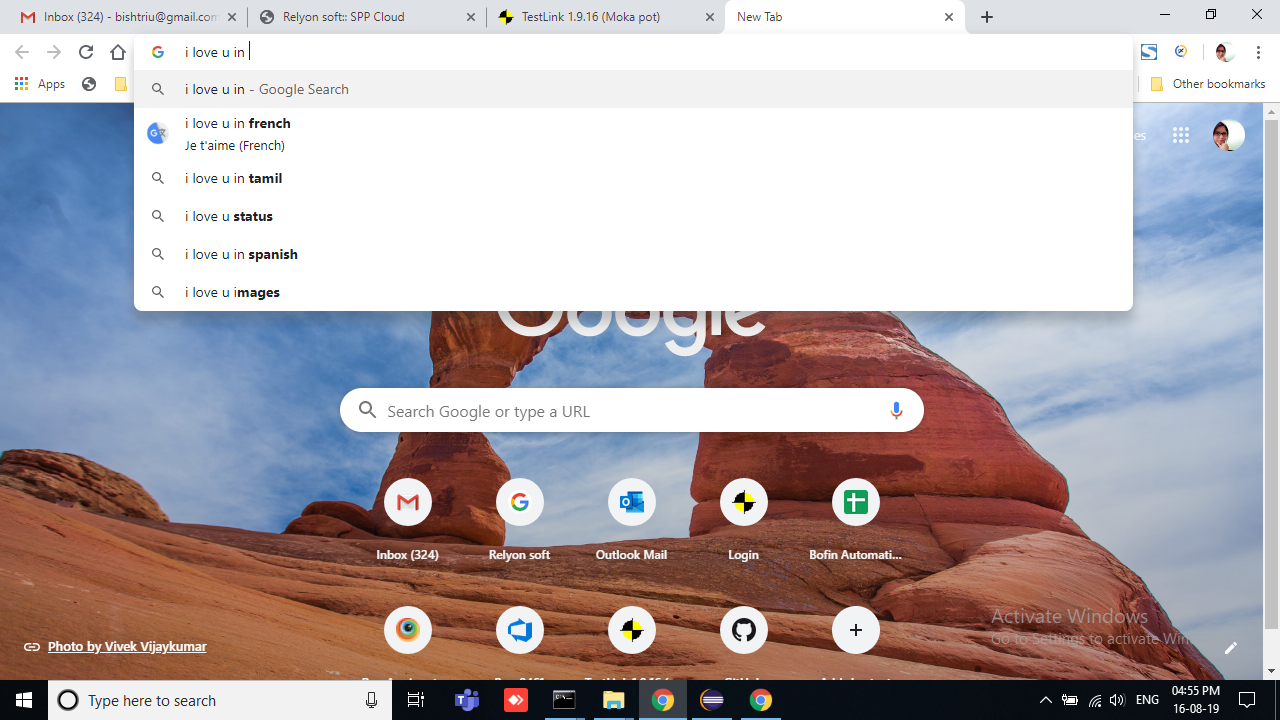 Inbox (324) - bishtriu@gmail.com
Relyon soft:: SPP Cloud
TestLink 1.9.16 (Moka pot)
New Tab
i love u in
Apps
Other bookmarks
i love u in - Google Search
i love u in french
Je t'aime (French)
i love u in tamil
i love u status
i love u in spanish
i love u images
Google
Search Google or type a URL
Inbox (324)
Relyon soft
Outlook Mail
Login
Bofin Automati...
Activate Windows
Go to Settings to activate Win
Photo by Vivek Vijaykumar
Type here to search
ENG
04:55 PM
16-08-19